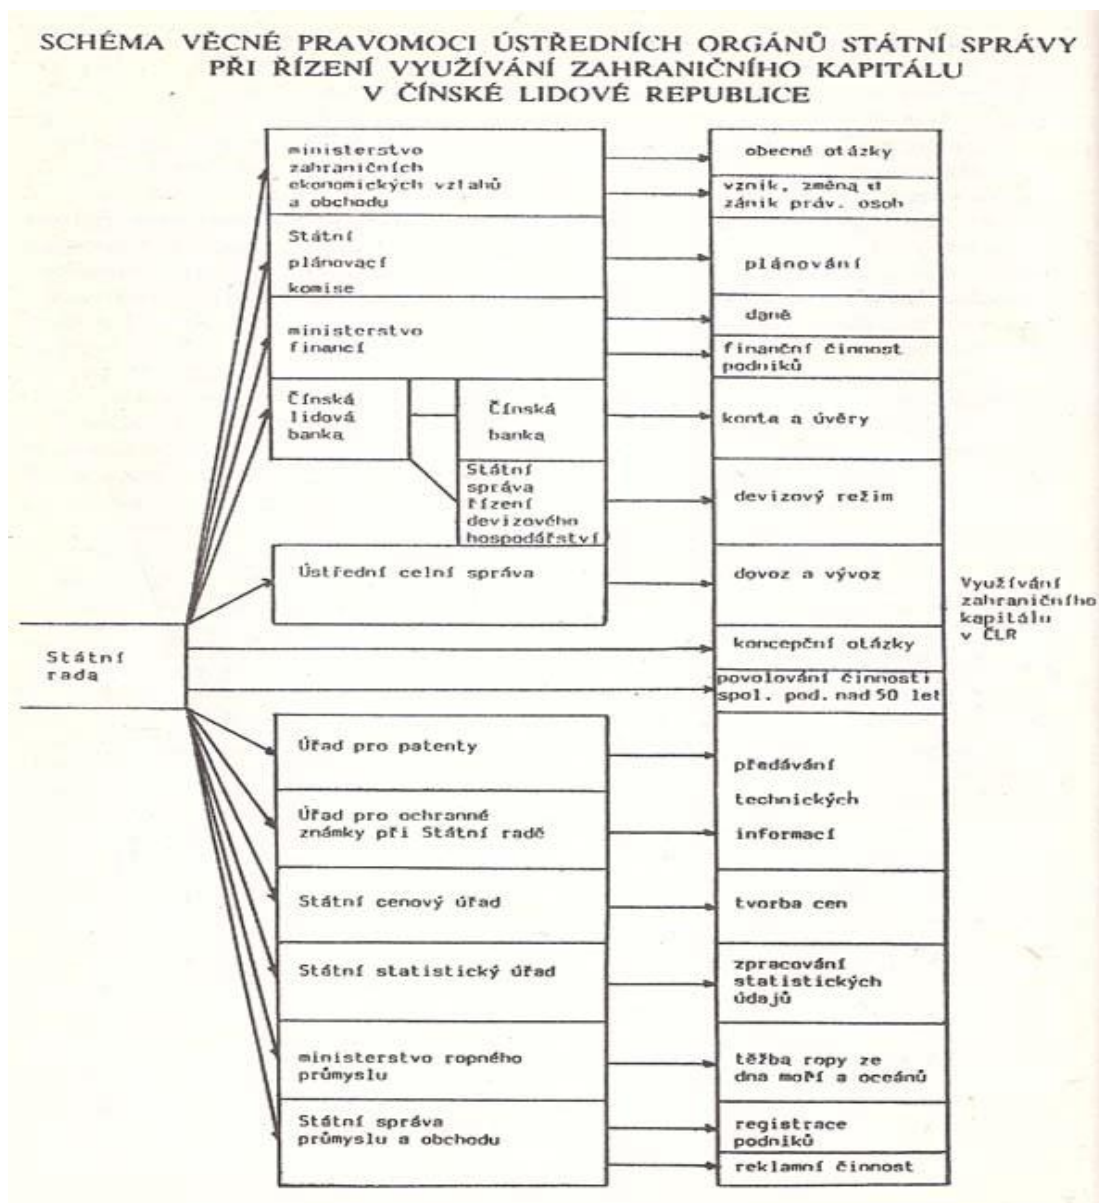 SCHÉMA VĚCNÉ PRAVOMOCI ÚSTŘEDNÍCH ORGÁNŮ STÁTNÍ SPRÁVY
PŘI ŘÍZENÍ VYUŽÍVÁNÍ ZAHRANIČNÍHO KAPITÁLU
V ČÍNSKÉ LIDOVÉ REPUBLICE
Státní
rada
ministerstvo
zahraničních
ekonomických vztahů
a obchodu
Státní
plánovací
komise
ministerstvo
financí
Čínská
lidová
banka
Čínská
banka
Státní
správa
řízení
devizového
hospodářství
Ústřední celní správa
Úřad pro patenty
Úřad pro ochranné
známky při Státní radě
Státní cenový úřad
Státní statistický úřad
ministerstvo ropného
průmyslu
Státní správa
průmyslu a obchodu
obecné otázky
vznik, změna a
zánik práv. osob
plánování
daně
finanční činnost
podniků
konta a úvěry
devizový režim
dovoz a vývoz
koncepční otázky
povolování činnosti
spol. pod. nad 50 let
předávání
technických
informací
tvorba cen
zpracování
statistických
údajů
těžba ropy ze
dna moří a oceánů
registrace
podniků
reklamní činnost
Využívání
zahraničního
kapitálu
v ČLR